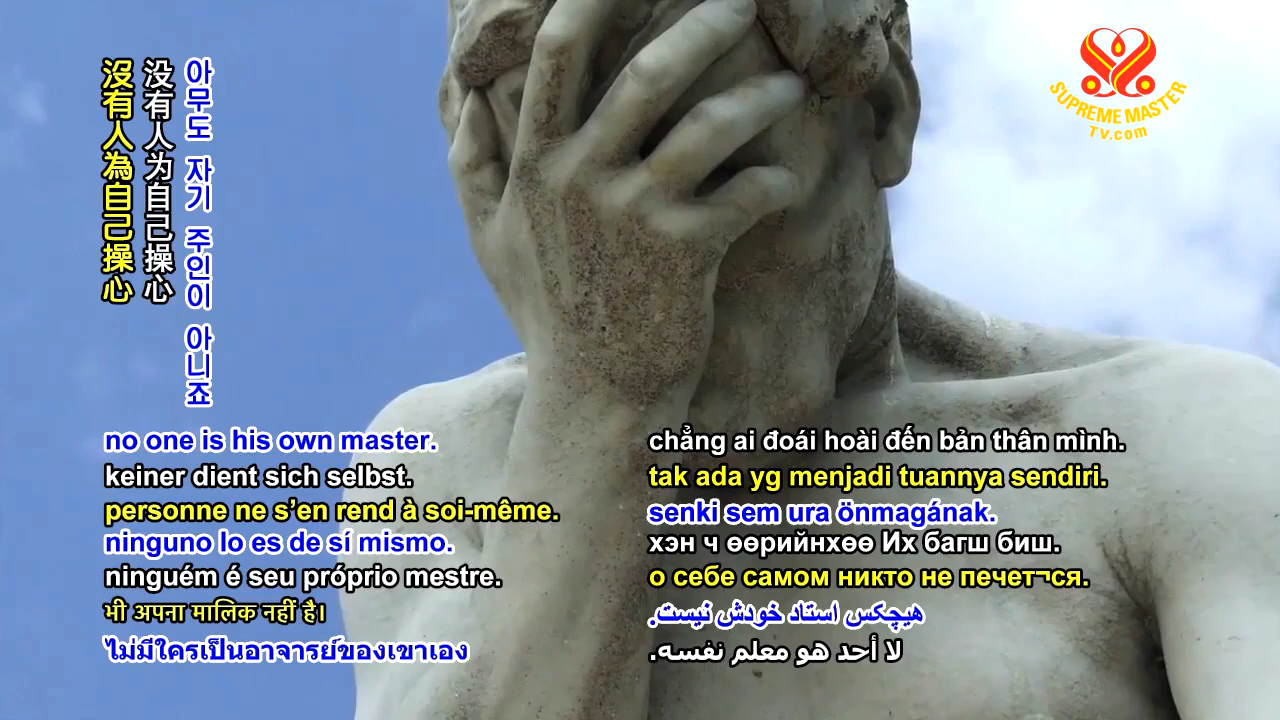 沒有人為自己操心
没有人为自己操心
아무도 자기 주인이 아니죠
SUPREME MASTER
TV.com
no one is his own master.
keiner dient sich selbst.
personne ne s’en rend à soi-même.
ninguno lo es de sí mismo.
ninguém é seu próprio mestre.
भी अपना मालिक नहीं है।
ไม่มีใครเป็นอาจารย์ของเขาเอง
chẳng ai đoái hoài đến bản thân mình.
tak ada yg menjadi tuannya sendiri.
senki sem ura önmagának.
хэн ч өөрийнхөө Их багш биш.
о себе самом никто не печет¬ся.
هیچکس استاد خودش نیست.
لا أحد هو معلم نفسه.